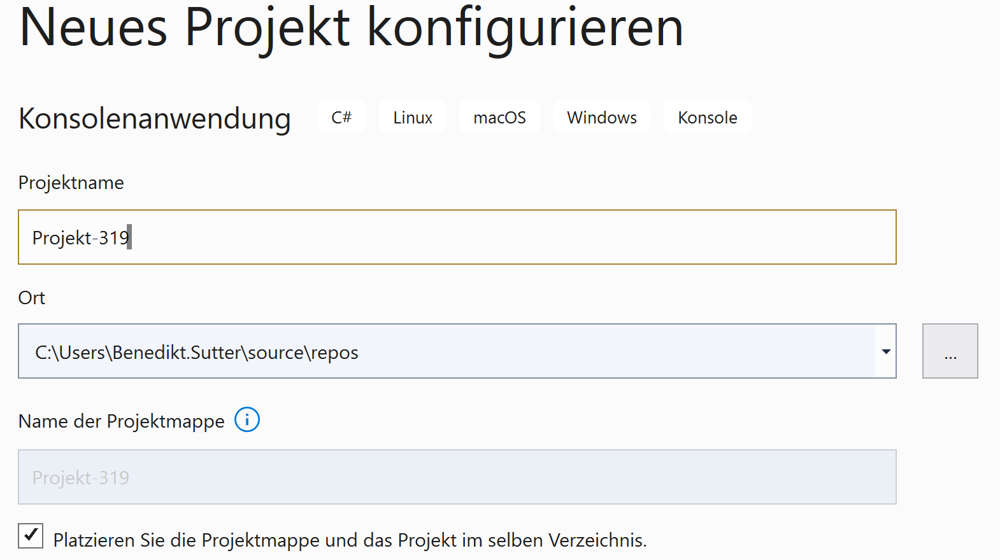 Neues Projekt konfigurieren
Konsolenanwendung C# Linux macOS Windows Konsole
Projektname
Projekt-319
Ort
C:\Users\Benedikt.Sutter\source\repos
...
Name der Projektmappe i
Projekt-319
Platzieren Sie die Projektmappe und das Projekt im selben Verzeichnis.